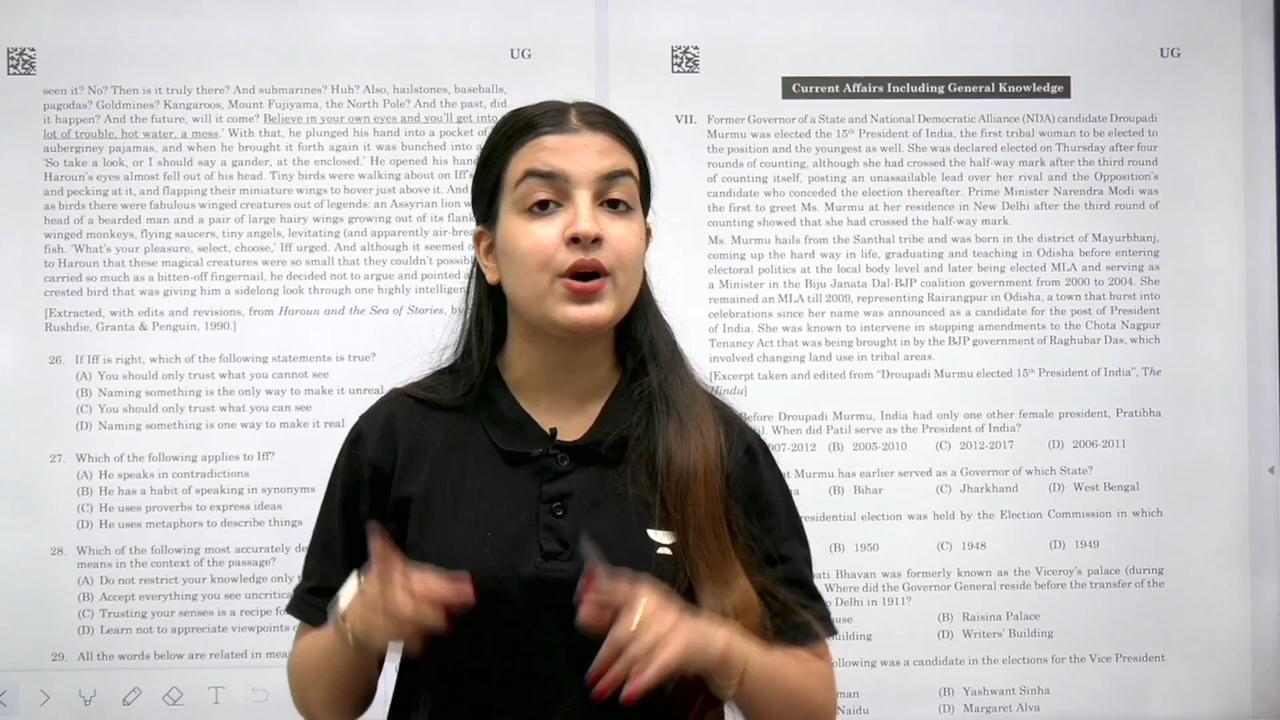 UG
seen it? No? Then is it truly there? And submarines? Huh? Also, hailstones, baseballs,
pagodas? Goldmines? Kangaroos, Mount Fujiyama, the North Pole? And the past, did
it happen? And the future, will it come? Believe in your own eyes and you'll get into
lot of trouble, hot water, a mess.' With that, he plunged his hand into a pocket of
auberginey pajamas, and when he brought it forth again it was bunched into a
'So take a look, or I should say a gander, at the enclosed.' He opened his hand
Haroun's eyes almost fell out of his head. Tiny birds were walking about on Iff's
and pecking at it, and flapping their miniature wings to hover just above it. And
as birds there were fabulous winged creatures out of legends: an Assyrian lion w
head of a bearded man and a pair of large hairy wings growing out of its flank
winged monkeys, flying saucers, tiny angels, levitating (and apparently air-brea
fish. 'What's your pleasure, select, choose,' Iff urged. And although it seemed o
to Haroun that these magical creatures were so small that they couldn't possibl
carried so much as a bitten-off fingernail, he decided not to argue and pointed a
crested bird that was giving him a sidelong look through one highly intelligen
[Extracted, with edits and revisions, from Haroun and the Sea of Stories, by
Rushdie, Granta & Penguin, 1990.]
26. If Iff is right, which of the following statements is true?
(A) You should only trust what you cannot see
(B) Naming something is the only way to make it unreal
(C) You should only trust what you can see
(D) Naming something is one way to make it real
27. Which of the following applies to Iff?
(A) He speaks in contradictions
(B) He has a habit of speaking in synonyms
(C) He uses proverbs to express ideas
(D) He uses metaphors to describe things
28. Which of the following most accurately de
means in the context of the passage?
(A) Do not restrict your knowledge only t
(B) Accept everything you see uncritica
(C) Trusting your senses is a recipe fo
(D) Learn not to appreciate viewpoints o
29. All the words below are related in mea
T
UG
Current Affairs Including General Knowledge
VII. Former Governor of a State and National Democratic Alliance (NDA) candidate Droupadi
Murmu was elected the 15th President of India, the first tribal woman to be elected to
the position and the youngest as well. She was declared elected on Thursday after four
rounds of counting, although she had crossed the half-way mark after the third round
of counting itself, posting an unassailable lead over her rival and the Opposition's
candidate who conceded the election thereafter. Prime Minister Narendra Modi was
the first to greet Ms. Murmu at her residence in New Delhi after the third round of
counting showed that she had crossed the half-way mark.
Ms. Murmu hails from the Santhal tribe and was born in the district of Mayurbhanj,
coming up the hard way in life, graduating and teaching in Odisha before entering
electoral politics at the local body level and later being elected MLA and serving as
a Minister in the Biju Janata Dal-BJP coalition government from 2000 to 2004. She
remained an MLA till 2009, representing Rairangpur in Odisha, a town that burst into
celebrations since her name was announced as a candidate for the post of President
of India. She was known to intervene in stopping amendments to the Chota Nagpur
Tenancy Act that was being brought in by the BJP government of Raghubar Das, which
involved changing land use in tribal areas.
[Excerpt taken and edited from "Droupadi Murmu elected 15th President of India", The
Hindu]
Before Droupadi Murmu, India had only one other female president, Pratibha
il. When did Patil serve as the President of India?
007-2012 (B) 2005-2010 (C) 2012-2017 (D) 2006-2011
t Murmu has earlier served as a Governor of which State?
a (B) Bihar (C) Jharkhand (D) West Bengal
residential election was held by the Election Commission in which
(B) 1950 (C) 1948 (D) 1949
ati Bhavan was formerly known as the Viceroy's palace (during
Where did the Governor General reside before the transfer of the
o Delhi in 1911?
use (B) Raisina Palace
uilding (D) Writers' Building
ollowing was a candidate in the elections for the Vice President
man (B) Yashwant Sinha
Naidu (D) Margaret Alva